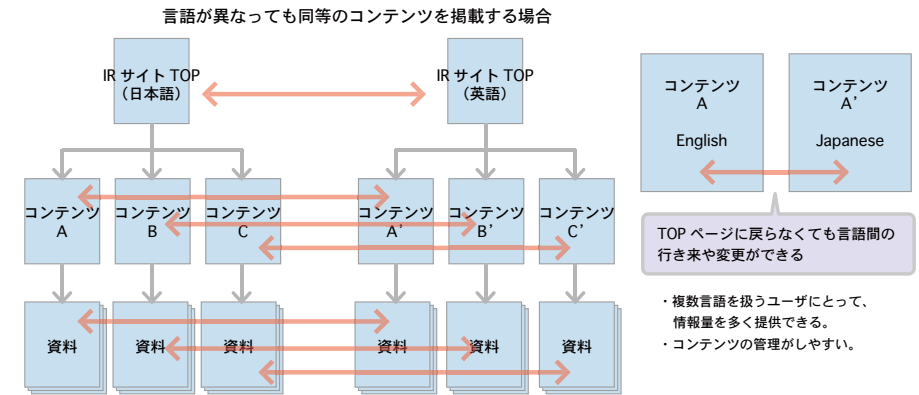 言語が異なっても同等のコンテンツを掲載する場合
IR サイト TOP
（日本語）
IR サイト TOP
（英語）
コンテンツ
A
コンテンツ
B
コンテンツ
C
コンテンツ
A’
コンテンツ
B’
コンテンツ
C’
資料
資料
資料
資料
資料
資料
コンテンツ
A
English
コンテンツ
A’
Japanese
TOP ページに戻らなくても言語間の
行き来や変更ができる
・複数言語を扱うユーザにとって、
情報量を多く提供できる。
・コンテンツの管理がしやすい。